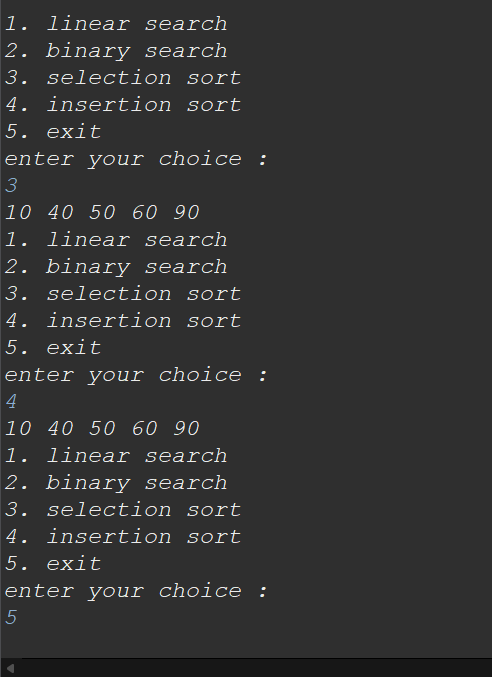 1. linear search
2. binary search
3. selection sort
4. insertion sort
5. exit
enter your choice :
3
10 40 50 60 90
1. linear search
2. binary search
3. selection sort
4. insertion sort
5. exit
enter your choice :
4
10 40 50 60 90
1. linear search
2. binary search
3. selection sort
4. insertion sort
5. exit
enter your choice :
5